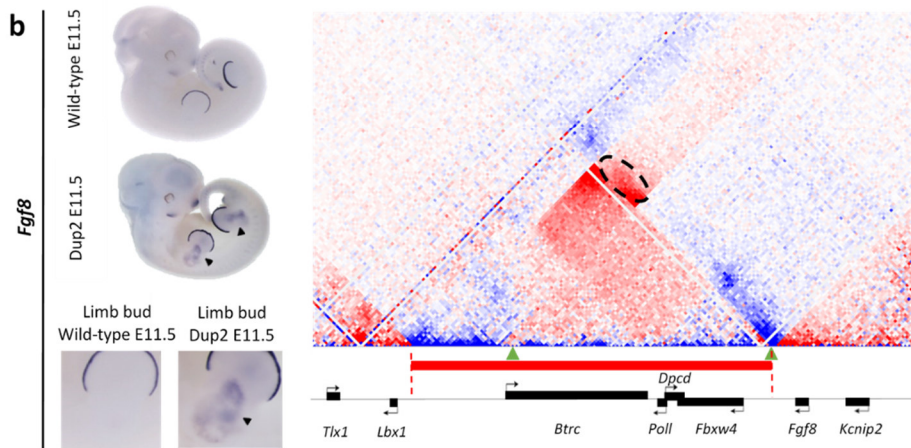 b
Fgf8
Wild-type E11.5
Dup2 E11.5
Limb bud
Wild-type E11.5
Limb bud
Dup2 E11.5
Dpcd
Tlx1
Lbx1
Btrc
Poll
Fbxw4
Fgf8
Kcnip2